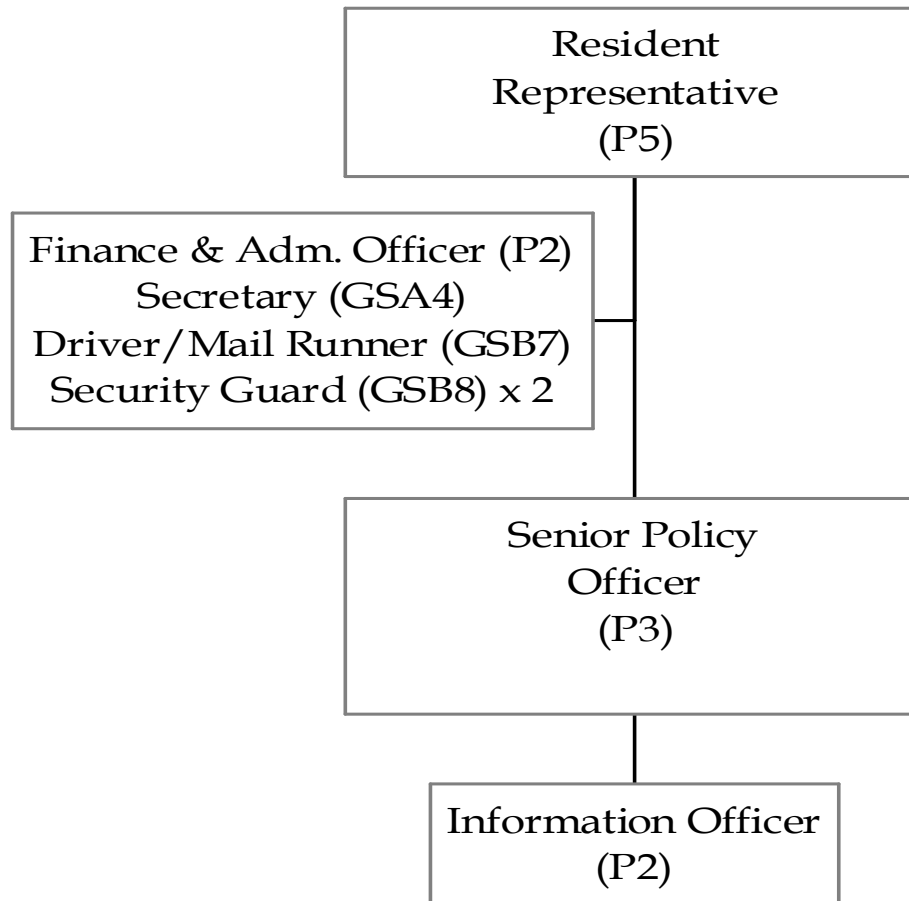 Resident
Representative
(P5)
Finance & Adm. Officer (P2)
Secretary (GSA4)
Driver/Mail Runner (GSB7)
Security Guard (GSB8) x 2
Senior Policy
Officer
(P3)
Information Officer
(P2)